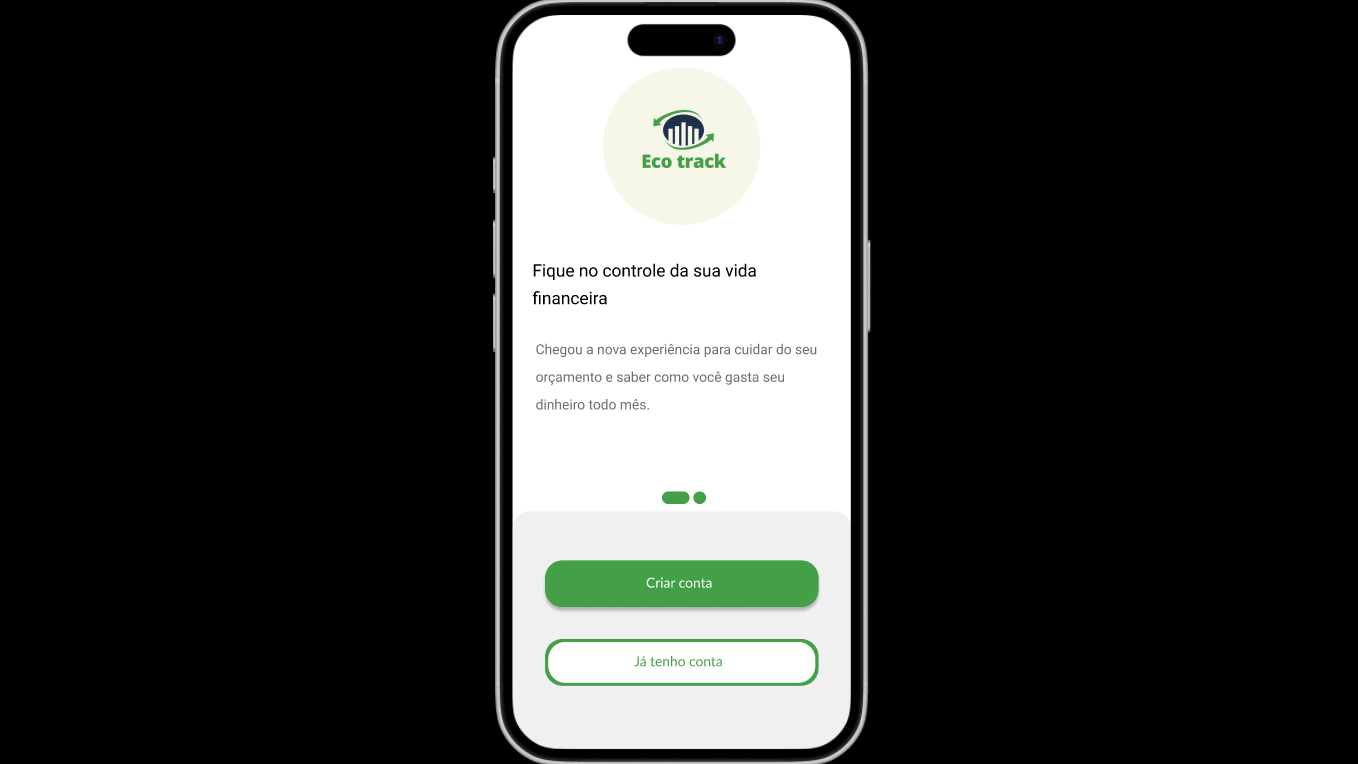 Eco track
Fique no controle da sua vida
financeira
Chegou a nova experiência para cuidar do seu
orçamento e saber como você gasta seu
dinheiro todo mês.
Criar conta
Já tenho conta